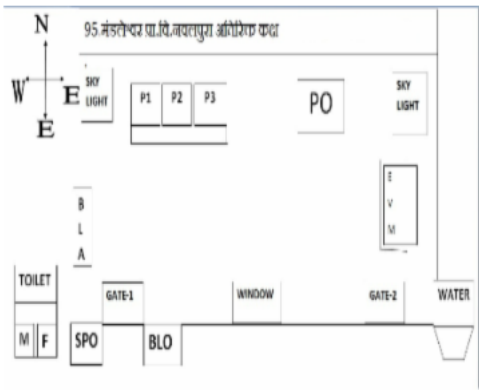 N
95.मंडलेश्वर प्रा.वि.नवलपुरा अतिरिक्त कक्ष
W E
E
SKY LIGHT
P1 P2 P3
PO
SKY LIGHT
E
V
M
B
L
A
TOILET
GATE-1
WINDOW
GATE-2
WATER
M F
SPO
BLO